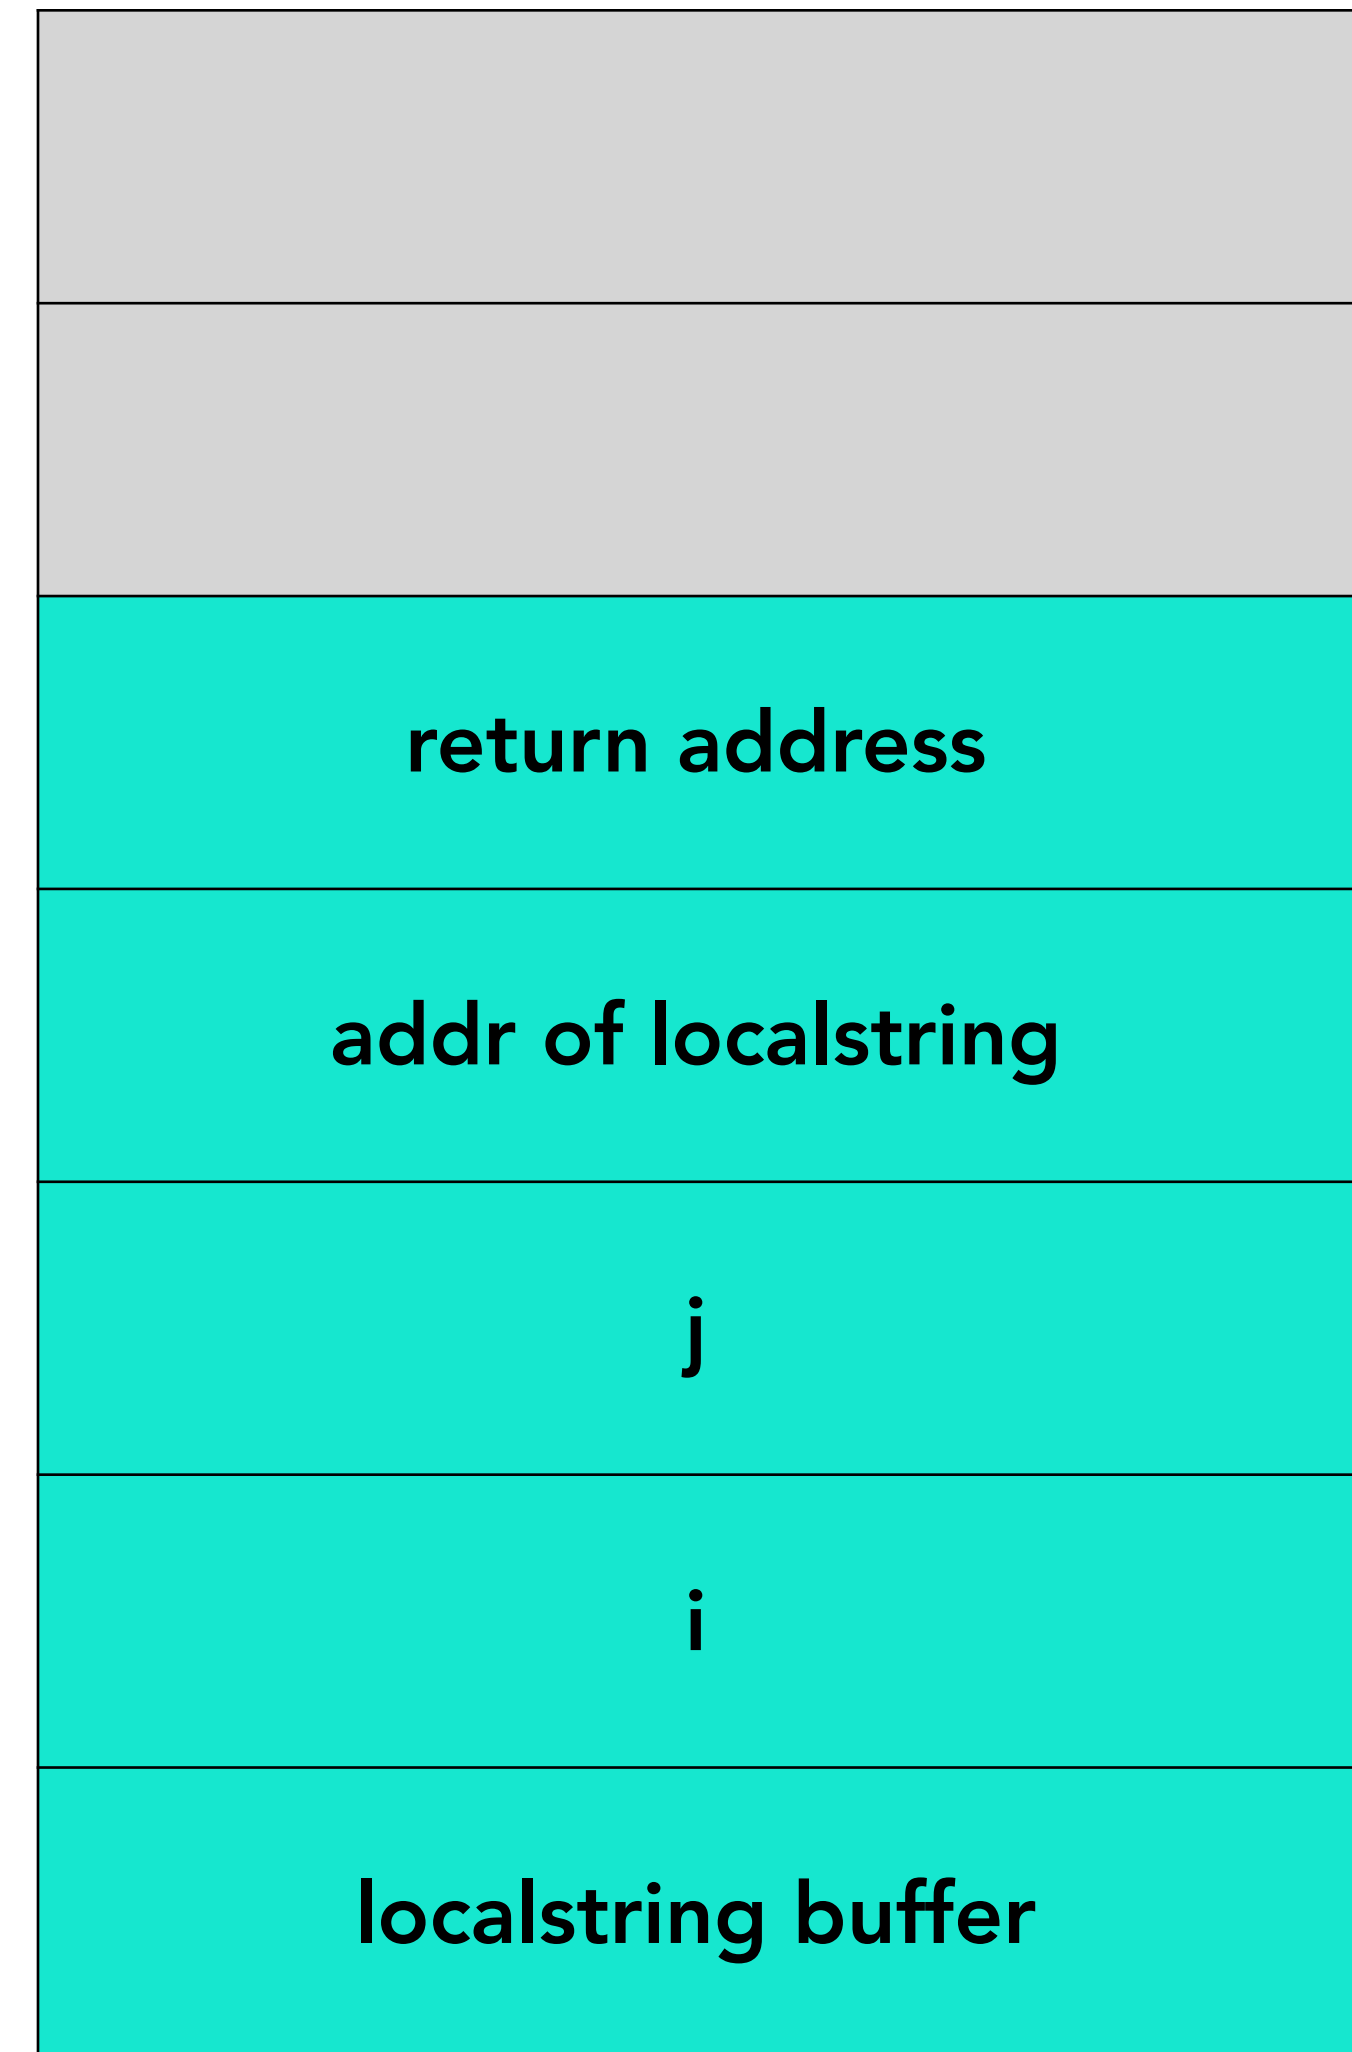 return address
addr of localstring
j
i
localstring buffer